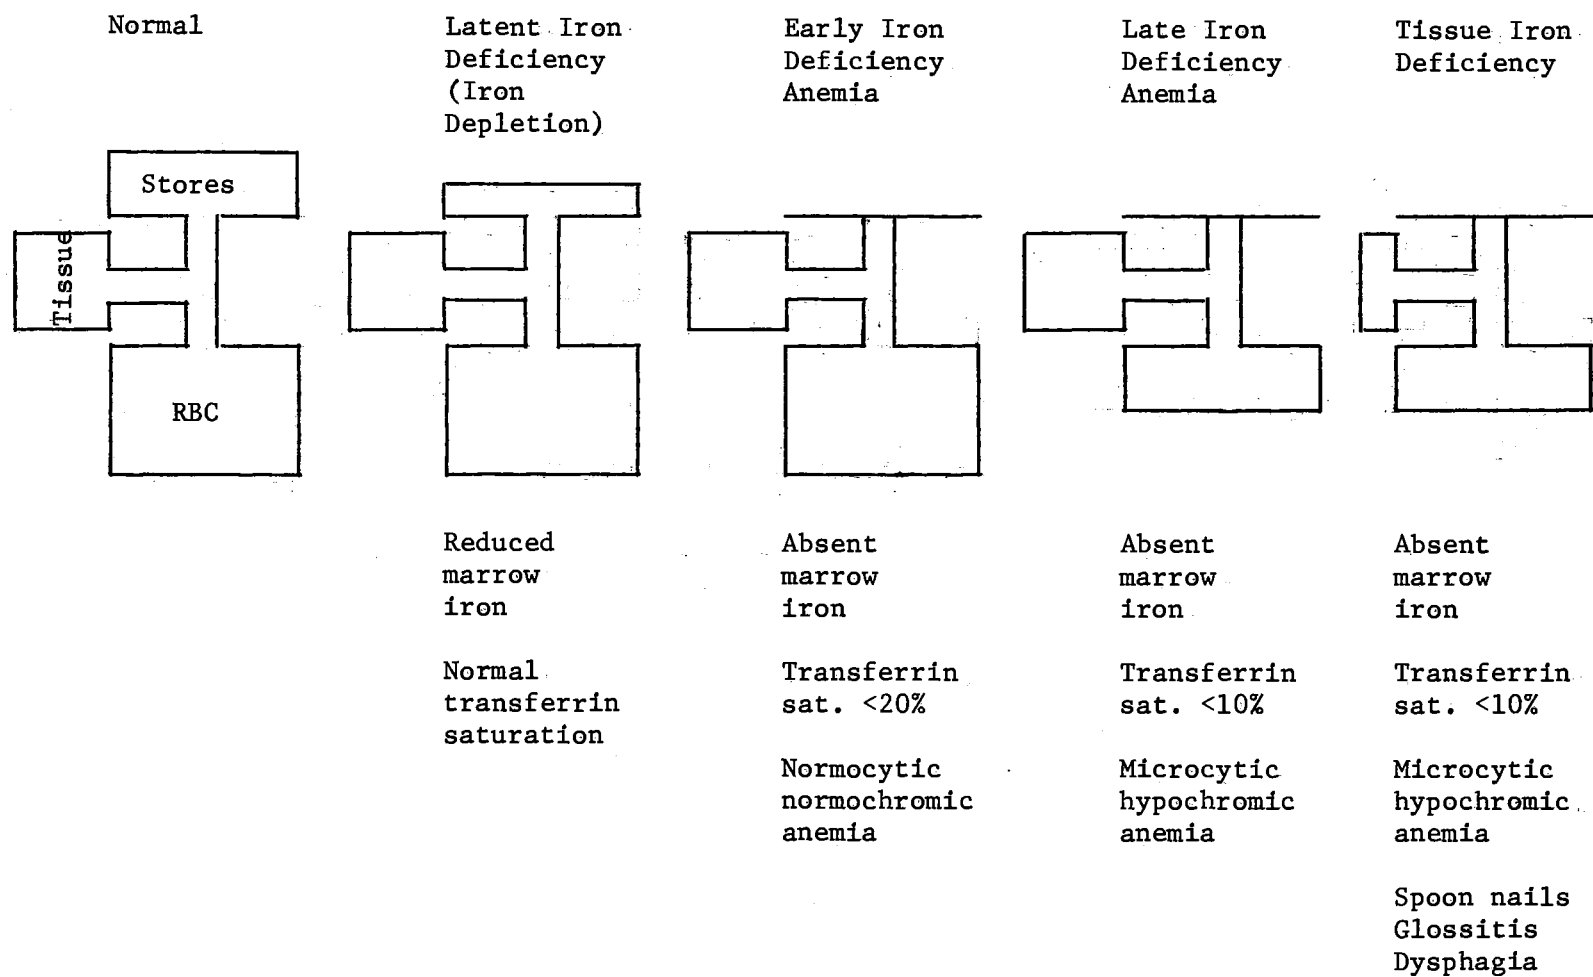 Normal
Latent Iron
Deficiency
(Iron
Depletion)
Early Iron
Deficiency
Anemia
Late Iron
Deficiency
Anemia
Tissue Iron
Deficiency
Stores
Tissue
RBC
Reduced
marrow
iron
Normal
transferrin
saturation
Absent
marrow
iron
Transferrin
sat. <20%
Normocytic
normochromic
anemia
Absent
marrow
iron
Transferrin
sat. <10%
Microcytic
hypochromic
anemia
Absent
marrow
iron
Transferrin
sat. <10%
Microcytic
hypochromic
anemia
Spoon nails
Glossitis
Dysphagia